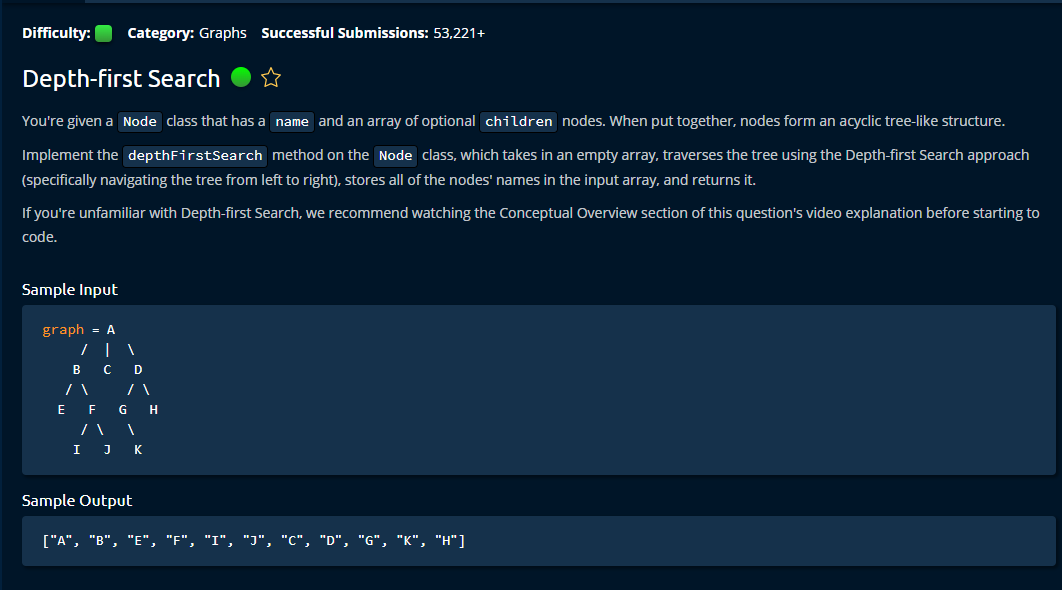 Difficulty: Category: Graphs Successful Submissions: 53,221+
Depth-first Search
You're given a Node class that has a name and an array of optional children nodes. When put together, nodes form an acyclic tree-like structure.
Implement the depthFirstSearch method on the Node class, which takes in an empty array, traverses the tree using the Depth-first Search approach
(specifically navigating the tree from left to right), stores all of the nodes' names in the input array, and returns it.
If you're unfamiliar with Depth-first Search, we recommend watching the Conceptual Overview section of this question's video explanation before starting to
code.
Sample Input
graph = A
     /  |  \
    B   C   D
   / \     / \
  E   F   G   H
     / \   \
    I   J   K
Sample Output
["A", "B", "E", "F", "I", "J", "C", "D", "G", "K", "H"]